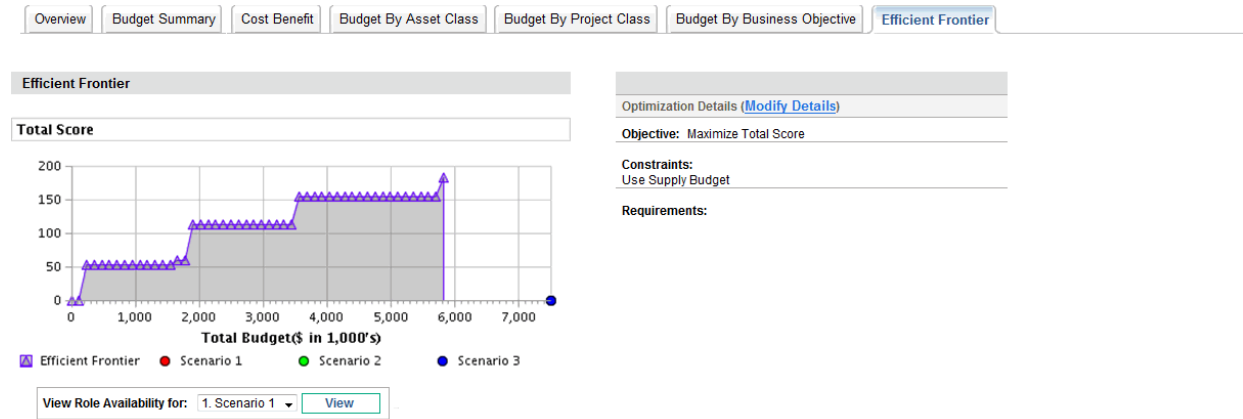 Overview Budget Summary Cost Benefit Budget By Asset Class Budget By Project Class Budget By Business Objective Efficient Frontier
Efficient Frontier
Total Score
200
150
100
50
0
0 1,000 2,000 3,000 4,000 5,000 6,000 7,000
Total Budget($ in 1,000's)
Efficient Frontier Scenario 1 Scenario 2 Scenario 3
View Role Availability for: 1. Scenario 1 View
Optimization Details (Modify Details)
Objective: Maximize Total Score
Constraints:
Use Supply Budget
Requirements: